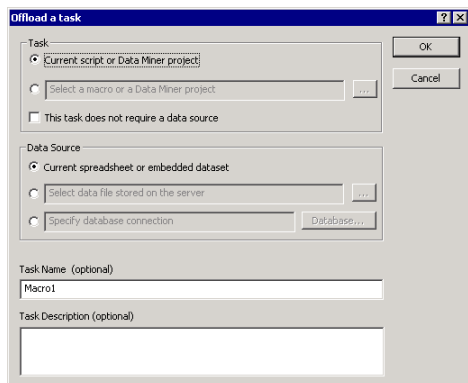 Offload a task
Task
Current script or Data Miner project
Select a macro or a Data Miner project
...
This task does not require a data source
Data Source
Current spreadsheet or embedded dataset
Select data file stored on the server
...
Specify database connection
Database...
Task Name (optional)
Macro1
Task Description (optional)
OK
Cancel